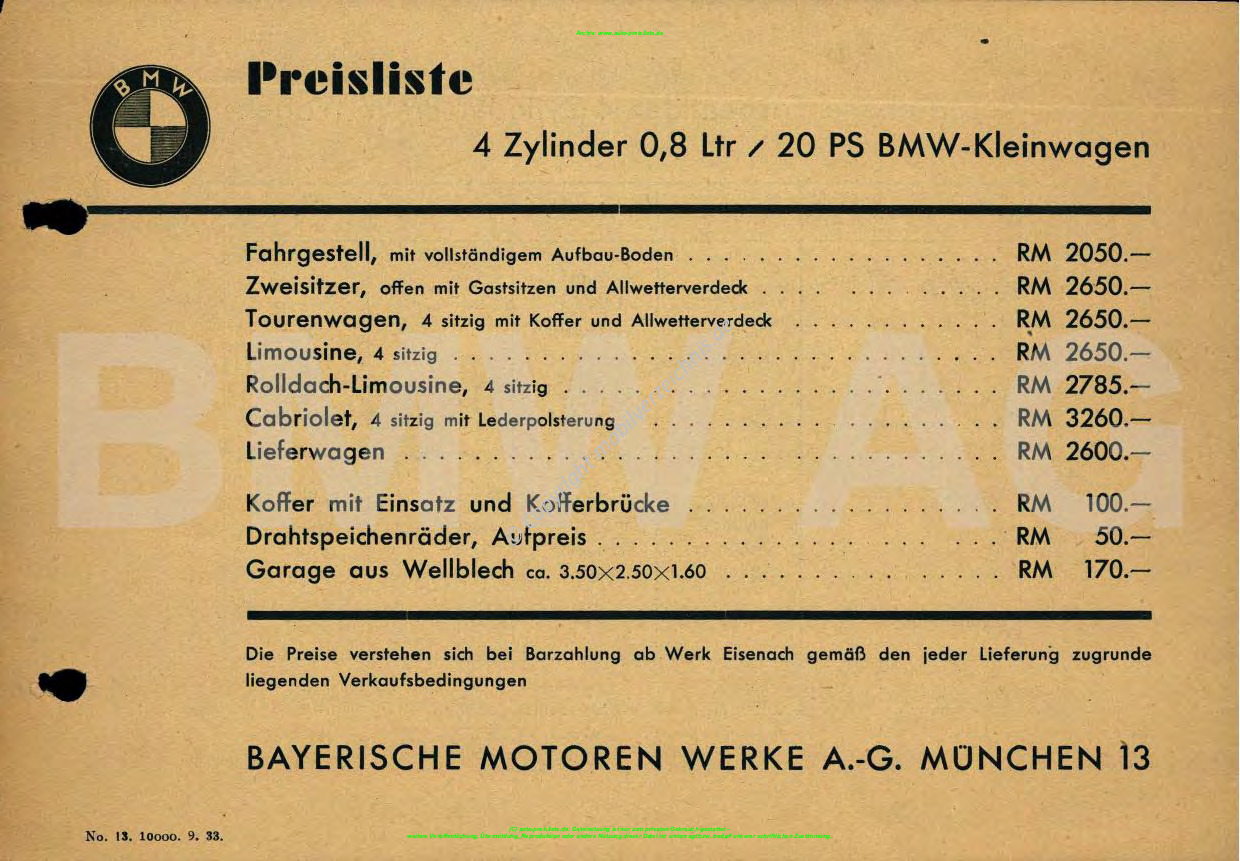 BMW
Preisliste
4 Zylinder 0,8 Ltr / 20 PS BMW-Kleinwagen
Fahrgestell, mit vollständigem Aufbau-Boden . . . . . . . . . . . . . . . . . . RM 2050.—
Zweisitzer, offen mit Gastsitzen und Allwetterverdeck . . . . . . . . . . . . . RM 2650.—
Tourenwagen, 4 sitzig mit Koffer und Allwetterverdeck . . . . . . . . . . . . RM 2650.—
Limousine, 4 sitzig . . . . . . . . . . . . . . . . . . . . . . . . . . . . . . . RM 2650.—
Rolldach-Limousine, 4 sitzig . . . . . . . . . . . . . . . . . . . . . . . . . RM 2785.—
Cabriolet, 4 sitzig mit Lederpolsterung . . . . . . . . . . . . . . . . . . . . RM 3260.—
Lieferwagen . . . . . . . . . . . . . . . . . . . . . . . . . . . . . . . . . . RM 2600.—
Koffer mit Einsatz und Kofferbrücke . . . . . . . . . . . . . . . . . . RM 100.—
Drahtspeichenräder, Aufpreis . . . . . . . . . . . . . . . . . . . . . . . RM 50.—
Garage aus Wellblech ca. 3.50×2.50×1.60 . . . . . . . . . . . . . . . . RM 170.—
BMW AG
Die Preise verstehen sich bei Barzahlung ab Werk Eisenach gemäß den jeder Lieferung zugrunde
liegenden Verkaufsbedingungen
BAYERISCHE MOTOREN WERKE A.-G. MÜNCHEN 13
No. 13. 10000. 9. 33.